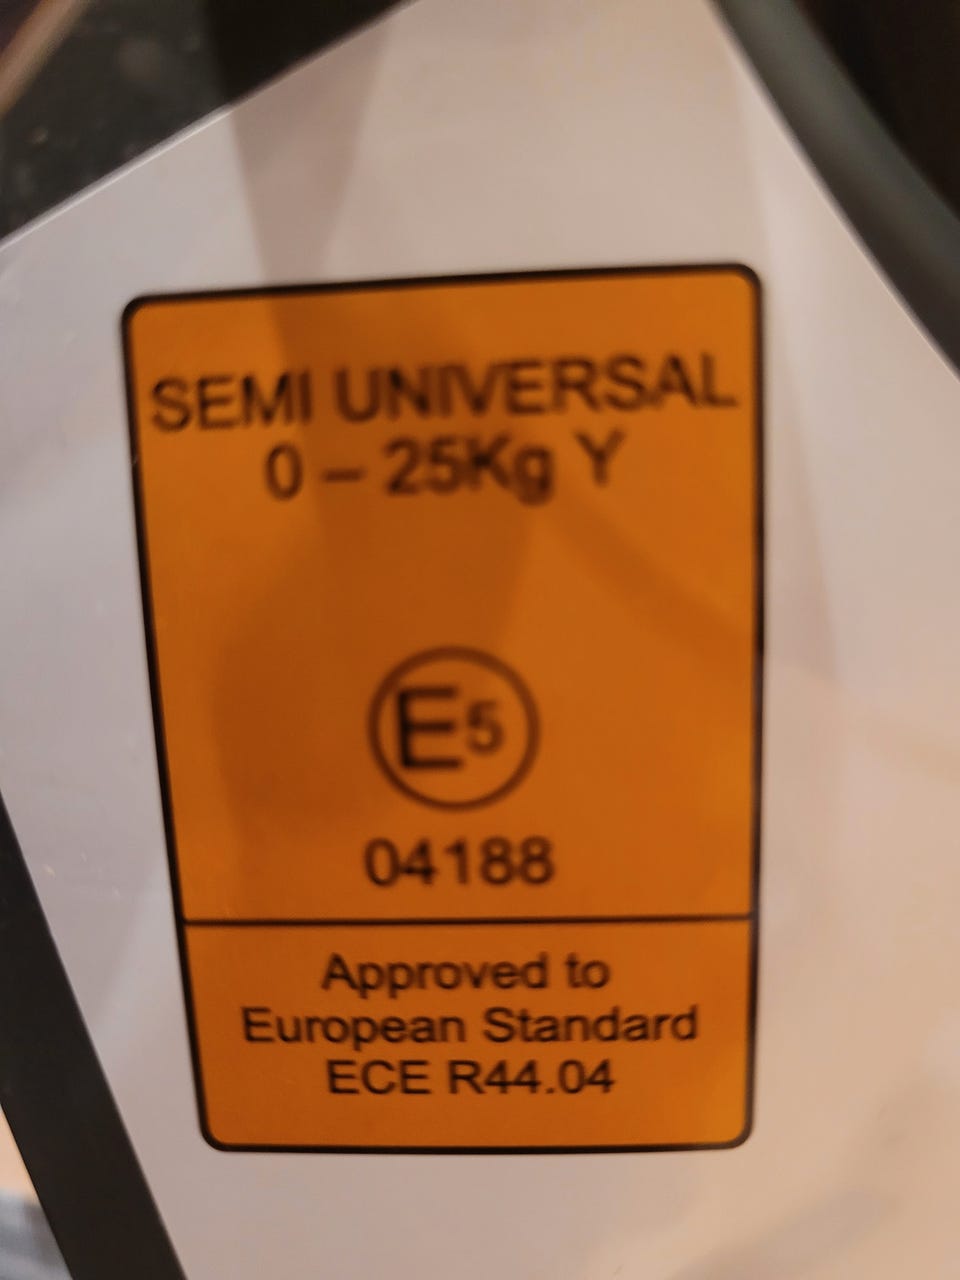 SEMI UNIVERSAL
0 – 25Kg Y
E5
04188
Approved to
European Standard
ECE R44.04